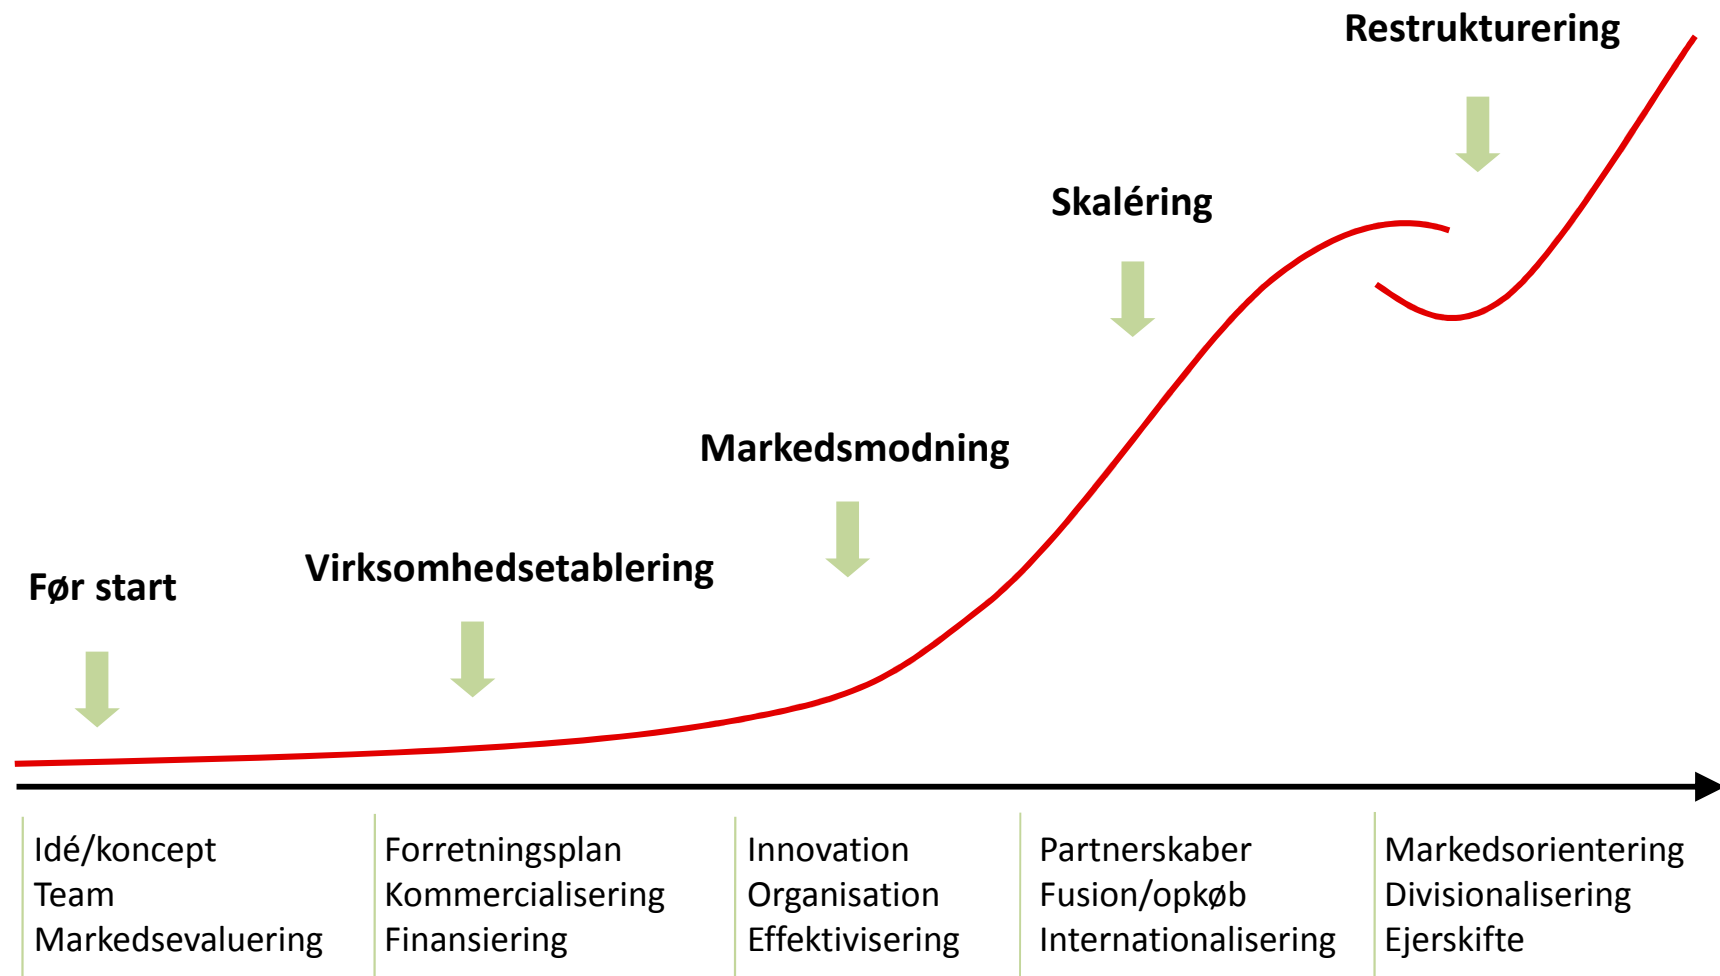 Restrukturering
Skaléring
Markedsmodning
Virksomhedsetablering
Før start
Idé/koncept
Team
Markedsevaluering
Forretningsplan
Kommercialisering
Finansiering
Innovation
Organisation
Effektivisering
Partnerskaber
Fusion/opkøb
Internationalisering
Markedsorientering
Divisionalisering
Ejerskifte